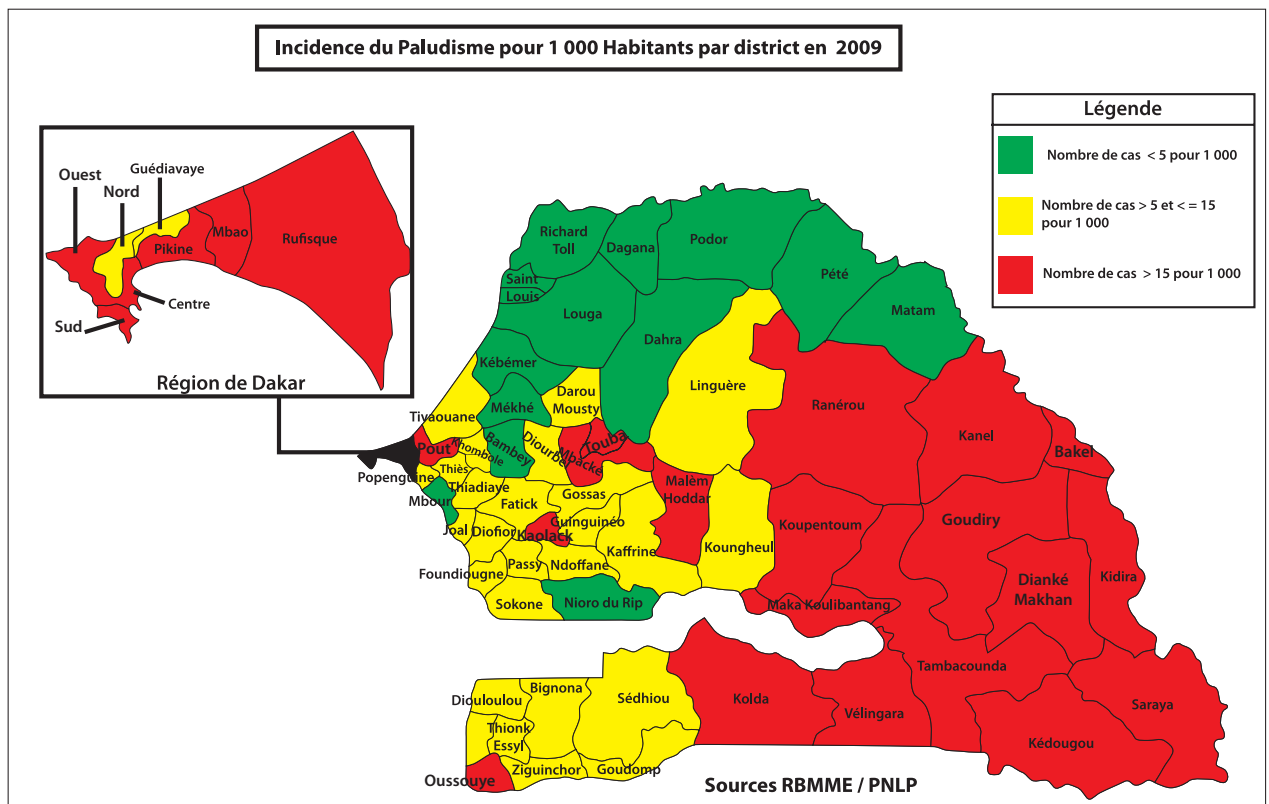 Incidence du Paludisme pour 1 000 Habitants par district en 2009
Légende
Nombre de cas < 5 pour 1 000
Nombre de cas > 5 et < = 15
pour 1 000
Nombre de cas > 15 pour 1 000
Ouest
Nord
Guédiavaye
Pikine
Mbao
Rufisque
Centre
Sud
Région de Dakar
Richard
Toll
Dagana
Podor
Saint
Louis
Pété
Matam
Louga
Dahra
Kébémer
Linguère
Darou
Mousty
Mékhé
Tivaouane
Ranérou
Kanel
Bakel
Pout
Khombole
Bambey
Diourbel
Mbacké
Touba
Popenguine
Thiès
Mbour
Thiadiaye
Fatick
Gossas
Malèm
Hoddar
Joal
Diofior
Kaolack
Guinguinéo
Kaffrine
Koungheul
Koupentoum
Goudiry
Foundiougne
Passy
Ndoffane
Dianké
Makhan
Kidira
Sokone
Nioro du Rip
Maka Koulibantang
Tambacounda
Diouloulou
Bignona
Sédhiou
Kolda
Vélingara
Saraya
Thionk
Essyl
Kédougou
Oussouye
Ziguinchor
Goudomp
Sources RBMME / PNLP